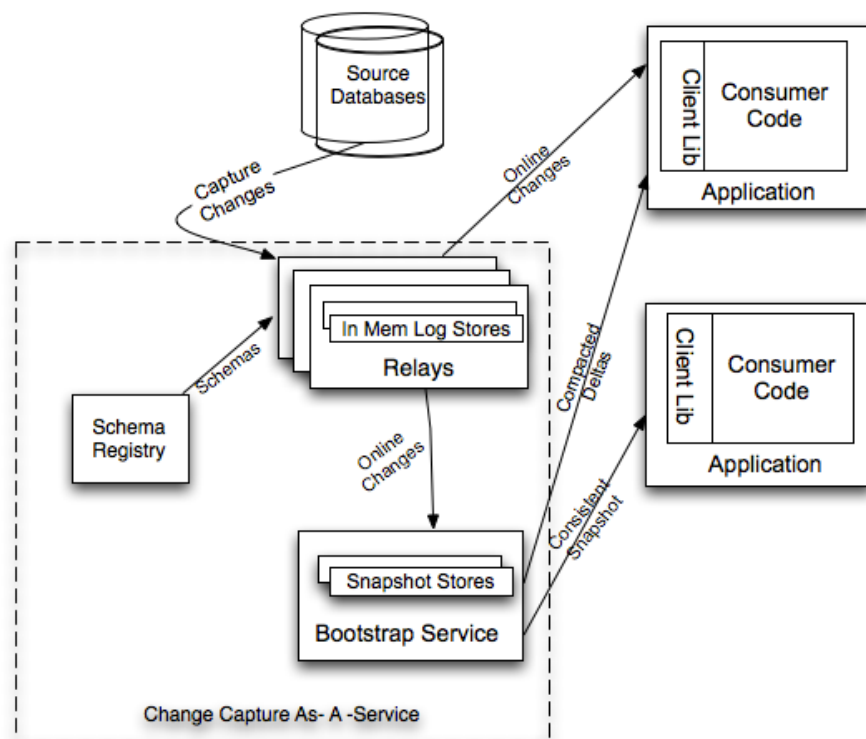 Source
Databases
Capture
Changes
Online
Changes
Client Lib
Consumer
Code
Application
In Mem Log Stores
Relays
Schemas
Schema
Registry
Online
Changes
Compacted
Deltas
Client Lib
Consumer
Code
Application
Consistent
Snapshot
Snapshot Stores
Bootstrap Service
Change Capture As- A -Service